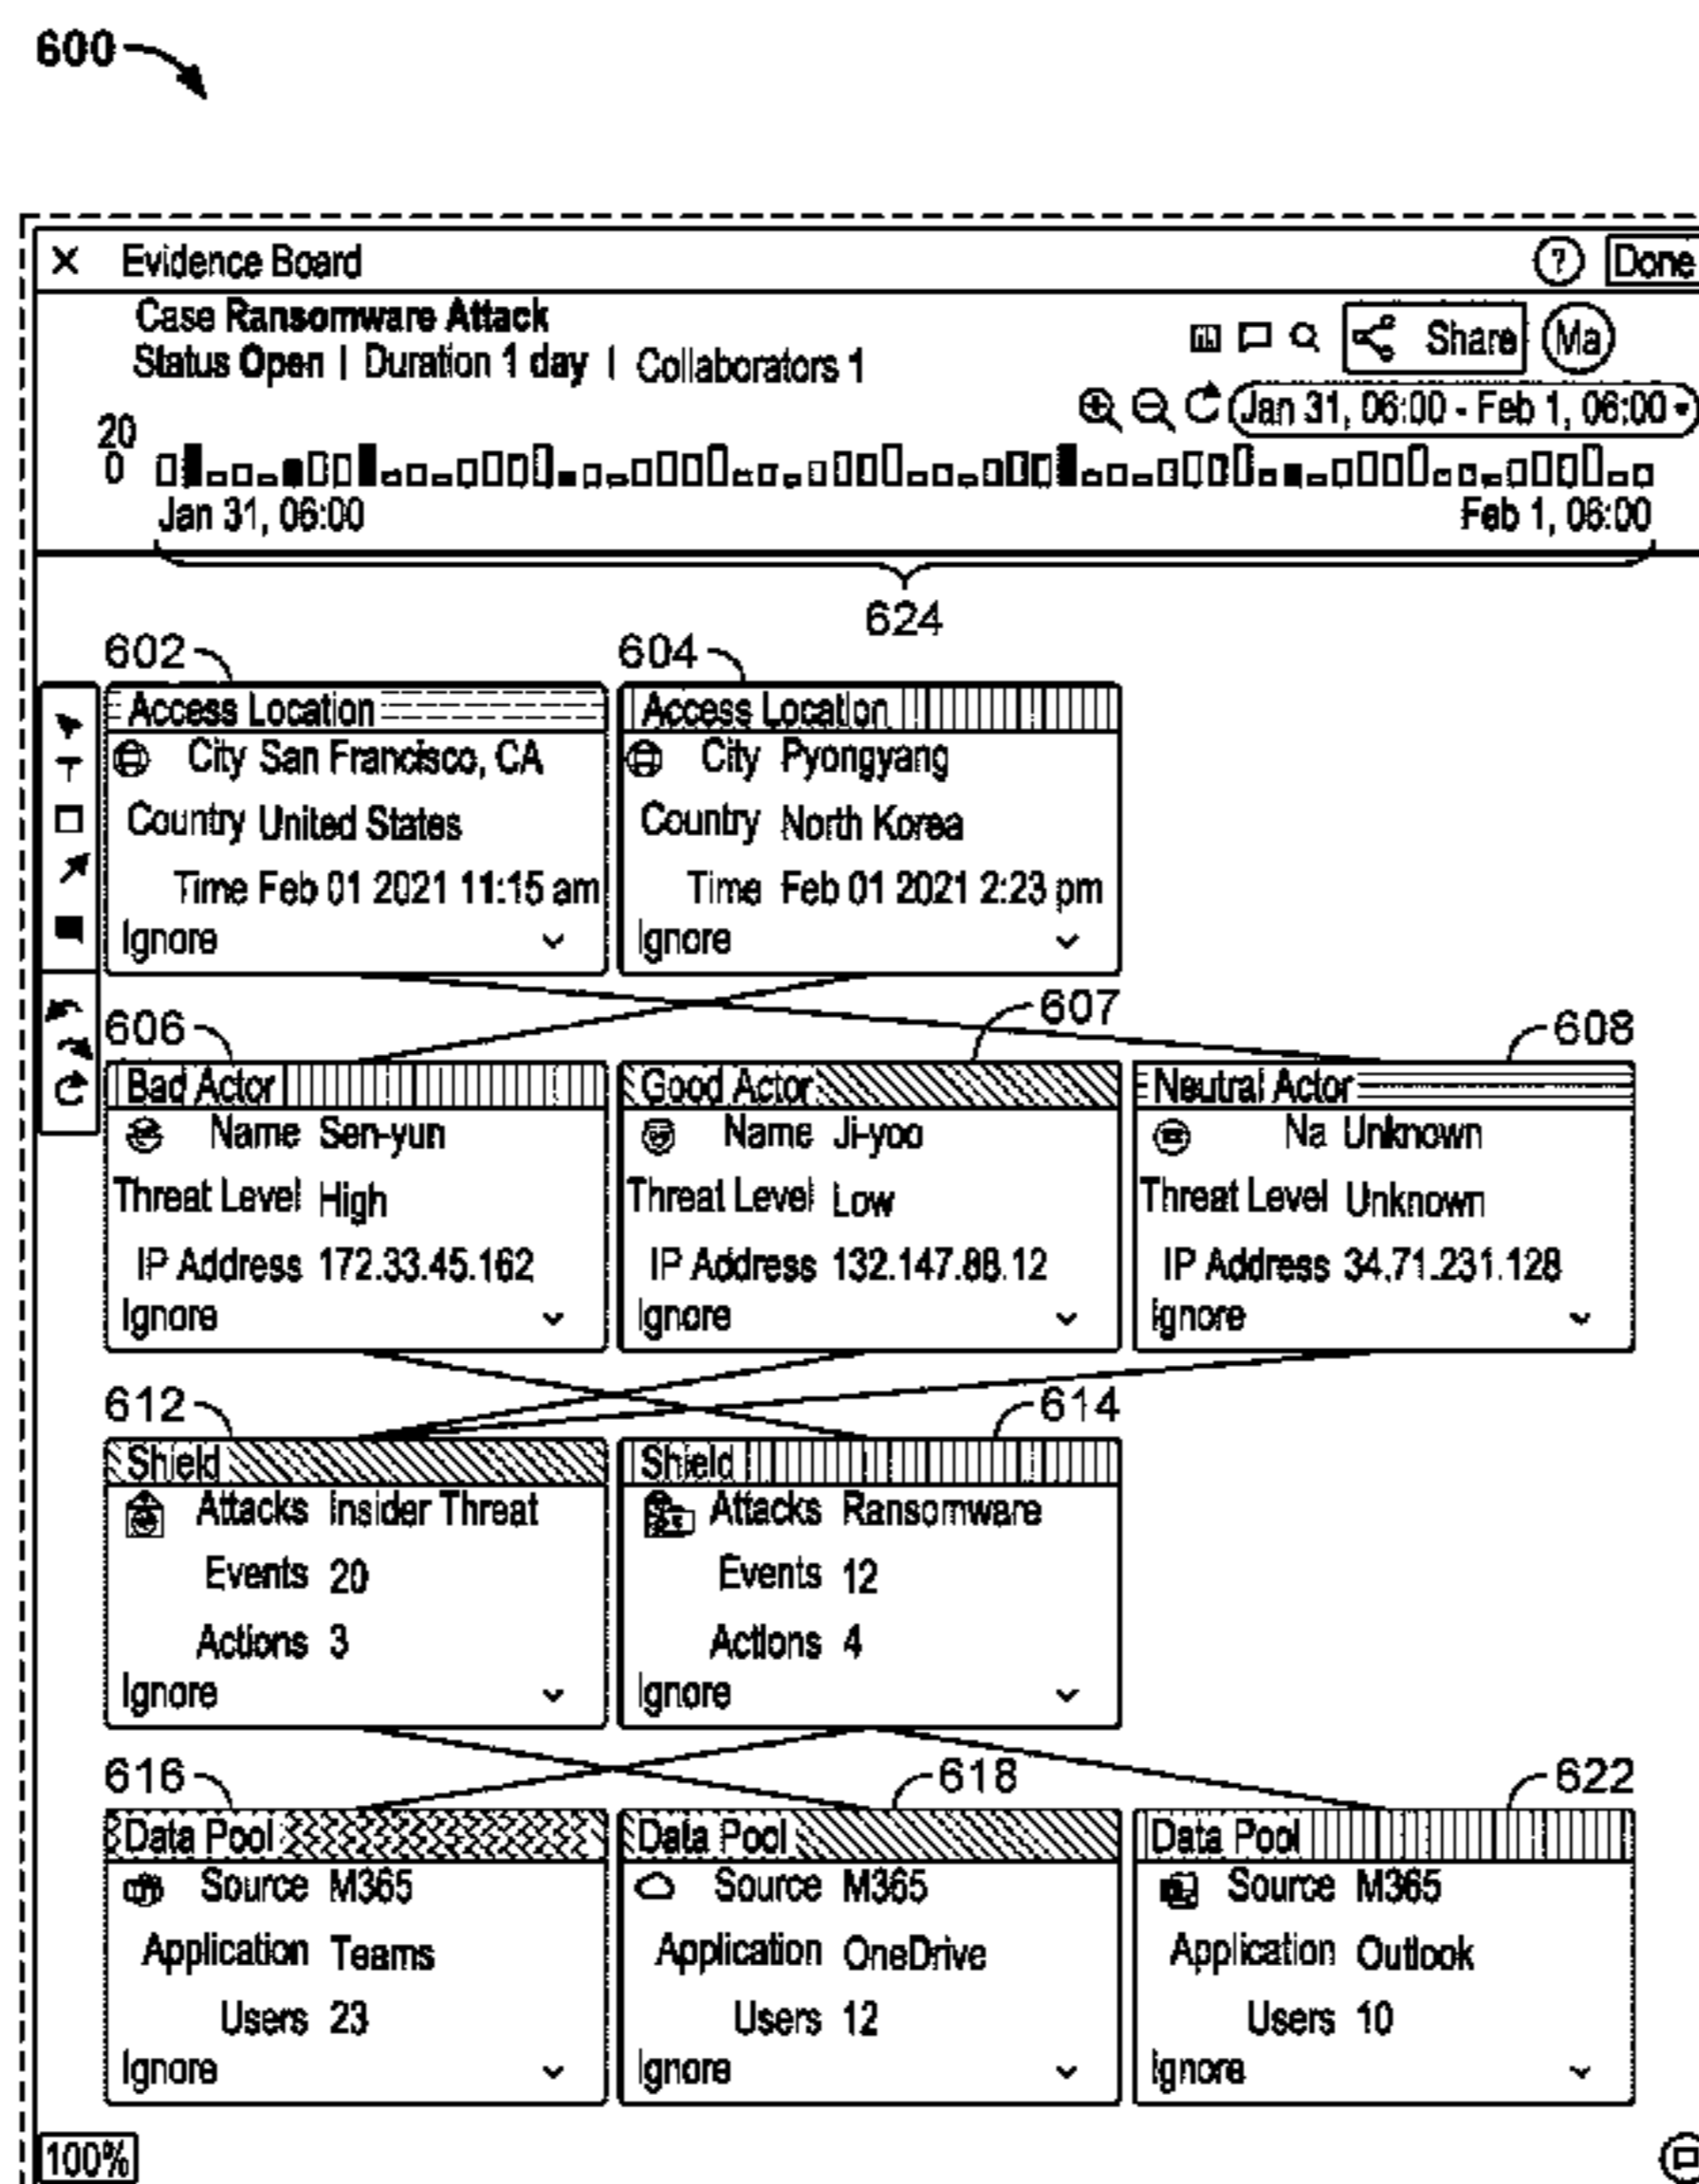 600
× Evidence Board ? Done
Case Ransomware Attack
Status Open | Duration 1 day | Collaborators 1
Share Ma
Jan 31, 06:00 - Feb 1, 06:00
20
0
Jan 31, 06:00 Feb 1, 06:00
624
602 604
Access Location Access Location
City San Francisco, CA City Pyongyang
Country United States Country North Korea
Time Feb 01 2021 11:15 am Time Feb 01 2021 2:23 pm
Ignore Ignore
606 607 608
Bad Actor Good Actor Neutral Actor
Name Sen-yun Name Ji-yoo Na Unknown
Threat Level High Threat Level Low Threat Level Unknown
IP Address 172.33.45.162 IP Address 132.147.88.12 IP Address 34.71.231.128
Ignore Ignore Ignore
612 614
Shield Shield
Attacks Insider Threat Attacks Ransomware
Events 20 Events 12
Actions 3 Actions 4
Ignore Ignore
616 618 622
Data Pool Data Pool Data Pool
Source M365 Source M365 Source M365
Application Teams Application OneDrive Application Outlook
Users 23 Users 12 Users 10
Ignore Ignore Ignore
100%